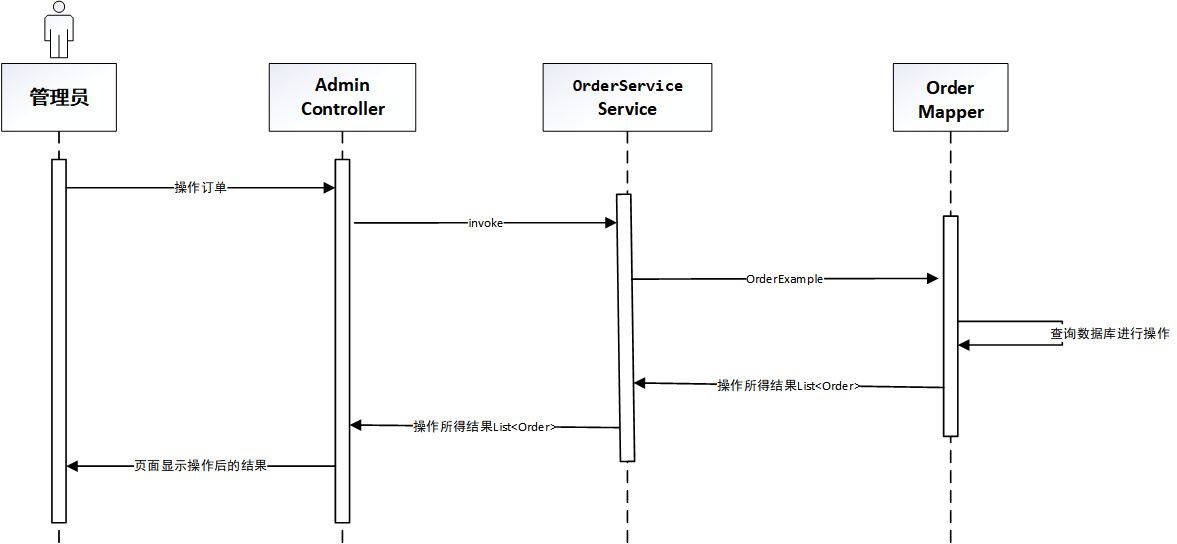 管理员
Admin
Controller
OrderService
Service
Order
Mapper
操作订单
invoke
OrderExample
查询数据库进行操作
操作所得结果List<Order>
操作所得结果List<Order>
页面显示操作后的结果